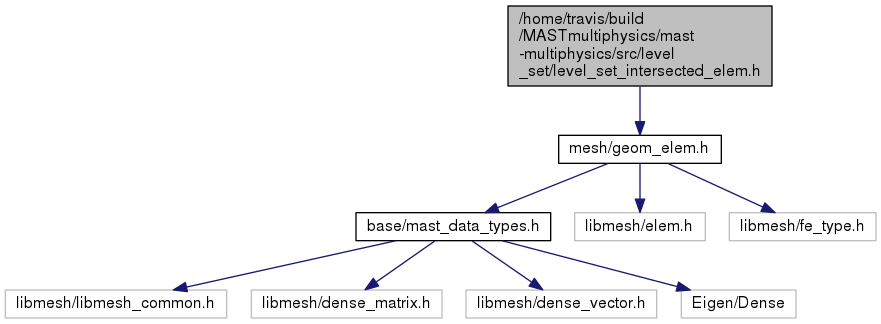 /home/travis/build
/MASTmultiphysics/mast
-multiphysics/src/level
_set/level_set_intersected_elem.h
mesh/geom_elem.h
base/mast_data_types.h
libmesh/elem.h
libmesh/fe_type.h
libmesh/libmesh_common.h
libmesh/dense_matrix.h
libmesh/dense_vector.h
Eigen/Dense